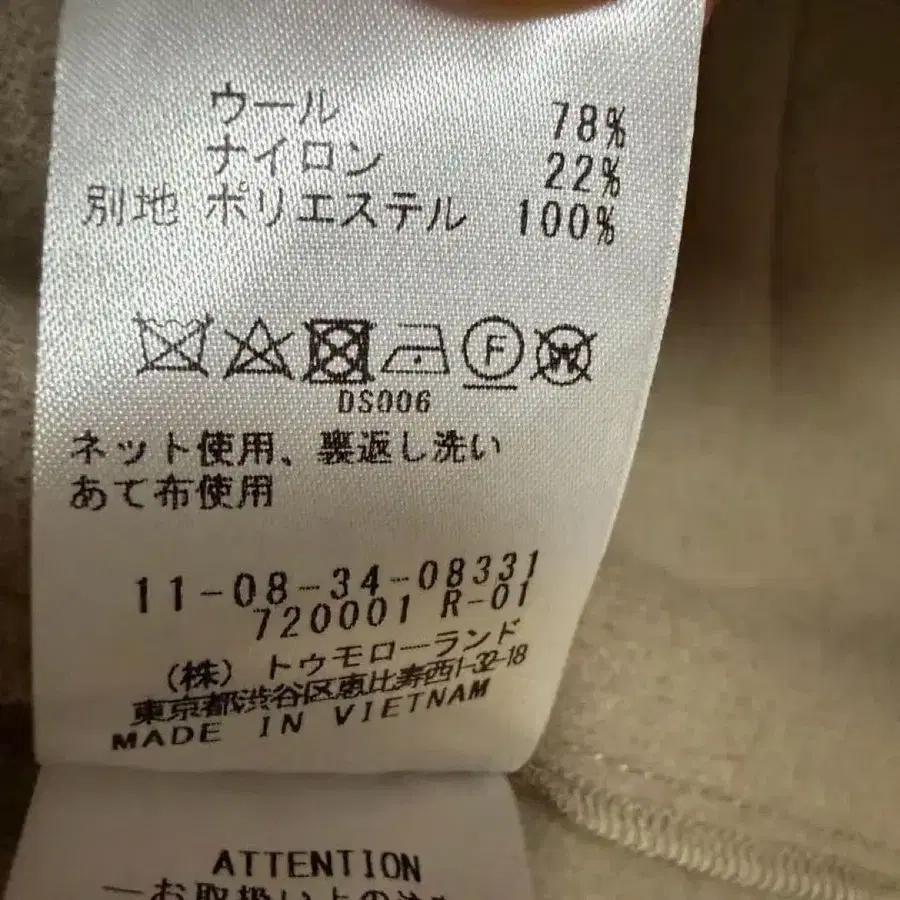 ウール 78%
ナイロン 22%
別地 ポリエステル 100%
F W
DS006
ネット使用、裏返し洗い
あて布使用
11-08-34-08331
720001 R-01
(株) トゥモローランド
東京都渋谷区恵比寿西1-32-18
MADE IN VIETNAM
ATTENTION